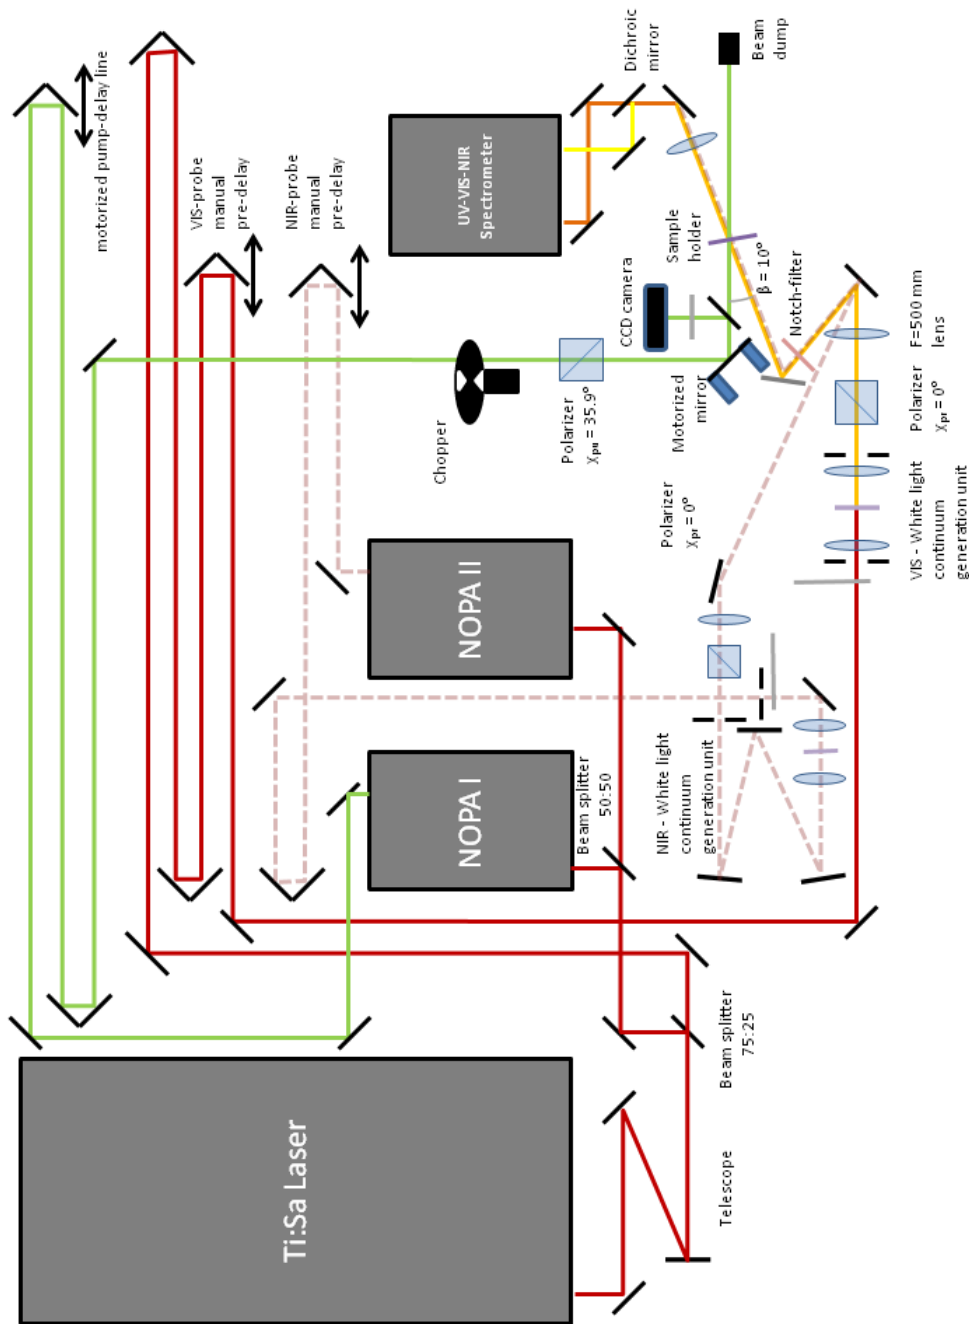 motorized pump-delay line
VIS-probe
manual
pre-delay
NIR-probe
manual
pre-delay
Dichroic
mirror
Beam
dump
UV-VIS-NIR
Spectrometer
Sample
holder
CCD camera
β = 10°
Notch-filter
F=500 mm
lens
Chopper
Polarizer
χpu = 35.9°
Motorized
mirror
Polarizer
χpr = 0°
Polarizer
χpr = 0°
VIS - White light
continuum
generation unit
NOPA II
NOPA I
Beam splitter
50:50
NIR - White light
continuum
generation unit
Ti:Sa Laser
Beam splitter
75:25
Telescope